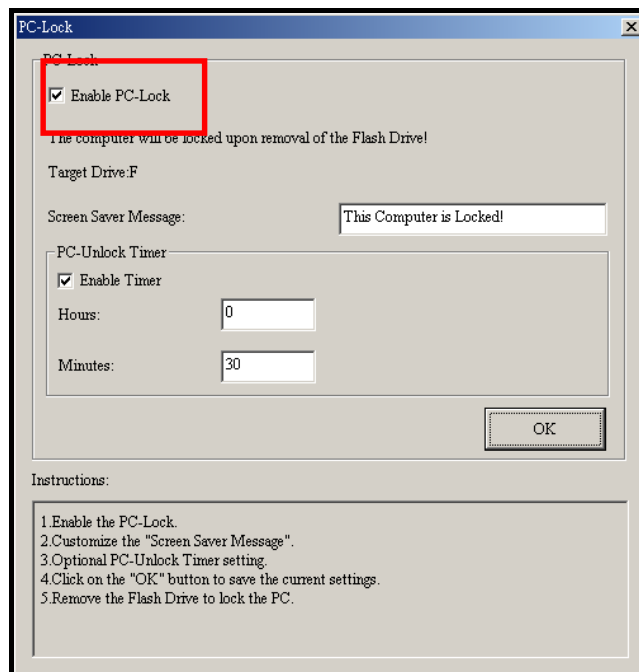 PC-Lock
PC-Lock
Enable PC-Lock
The computer will be locked upon removal of the Flash Drive!
Target Drive:F
Screen Saver Message:
This Computer is Locked!
PC-Unlock Timer
Enable Timer
Hours:
0
Minutes:
30
OK
Instructions:
1.Enable the PC-Lock.
2.Customize the "Screen Saver Message".
3.Optional PC-Unlock Timer setting.
4.Click on the "OK" button to save the current settings.
5.Remove the Flash Drive to lock the PC.